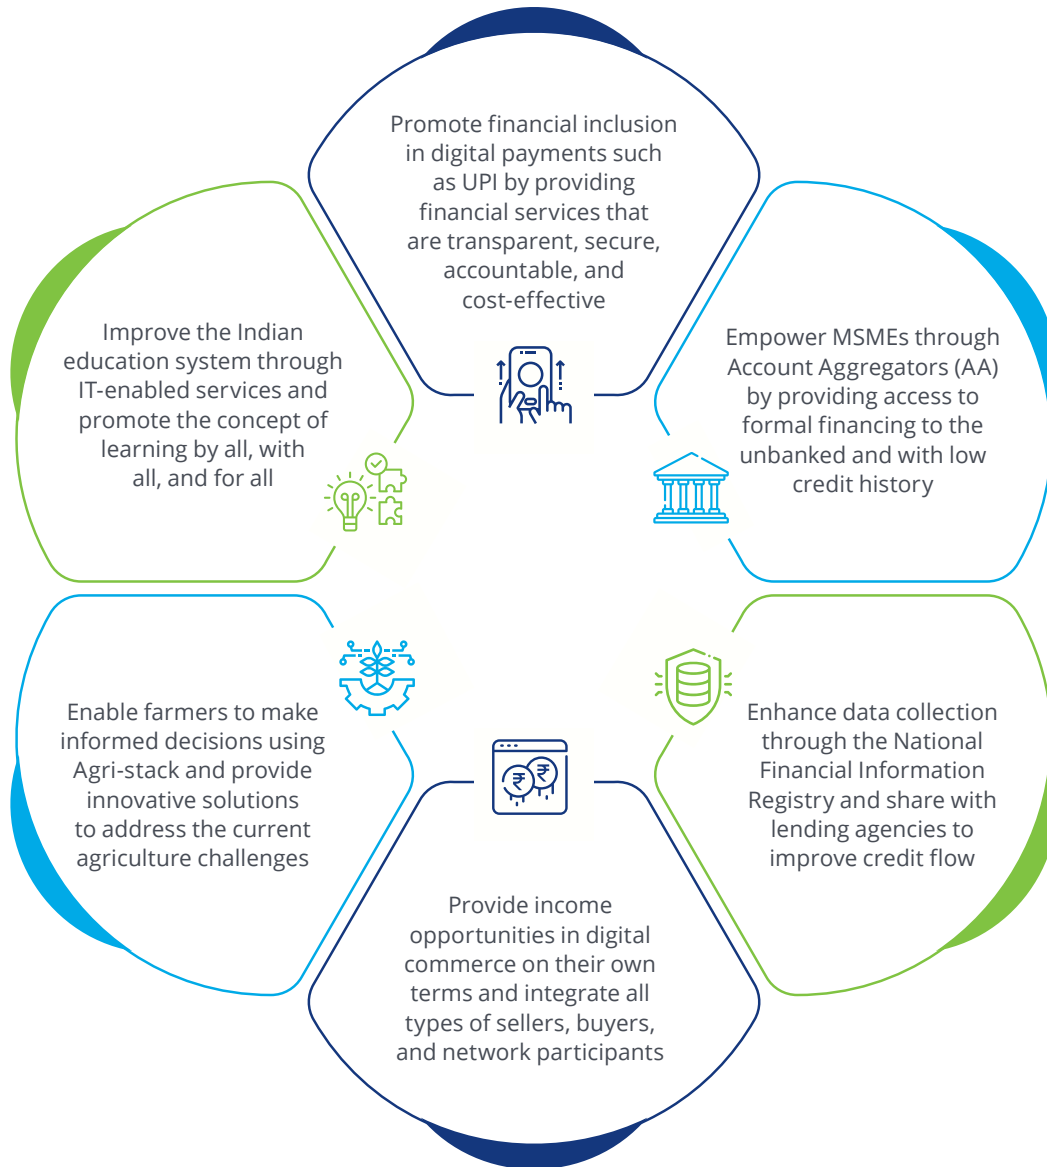 Promote financial inclusion
in digital payments such
as UPI by providing
financial services that
are transparent, secure,
accountable, and
cost-effective
Empower MSMEs through
Account Aggregators (AA)
by providing access to
formal financing to the
unbanked and with low
credit history
Enhance data collection
through the National
Financial Information
Registry and share with
lending agencies to
improve credit flow
Provide income
opportunities in digital
commerce on their own
terms and integrate all
types of sellers, buyers,
and network participants
₹ ₹
Enable farmers to make
informed decisions using
Agri-stack and provide
innovative solutions
to address the current
agriculture challenges
Improve the Indian
education system through
IT-enabled services and
promote the concept of
learning by all, with
all, and for all